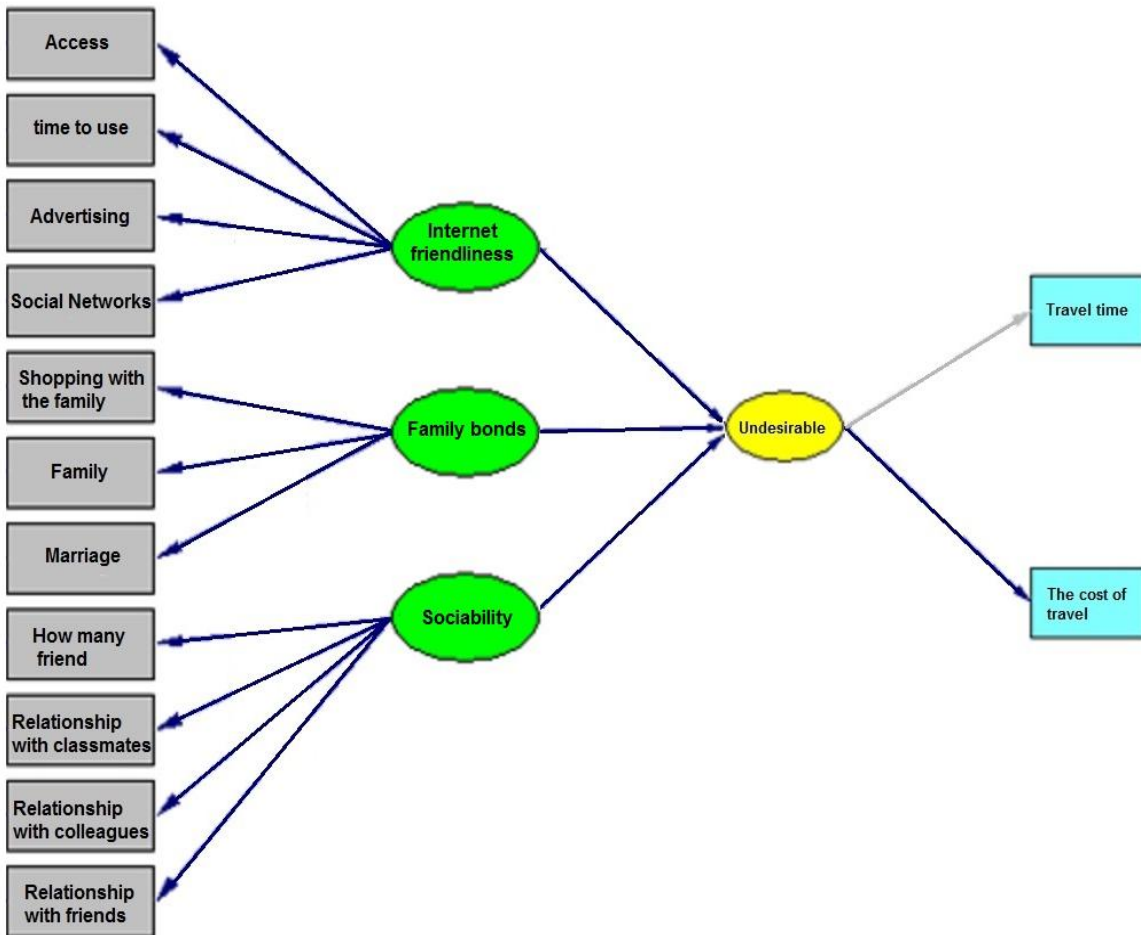 Access
time to use
Advertising
Social Networks
Shopping with
the family
Family
Marriage
How many
friend
Relationship
with classmates
Relationship
with colleagues
Relationship
with friends
Internet
friendliness
Family bonds
Sociability
Undesirable
Travel time
The cost of
travel